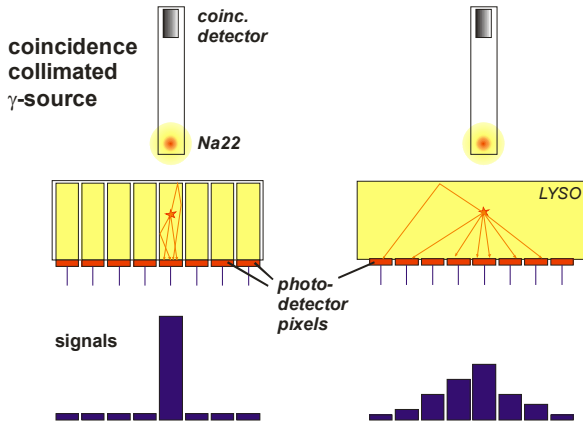 coinc.
detector
coincidence
collimated
γ-source
Na22
LYSO
photo-
detector
pixels
signals